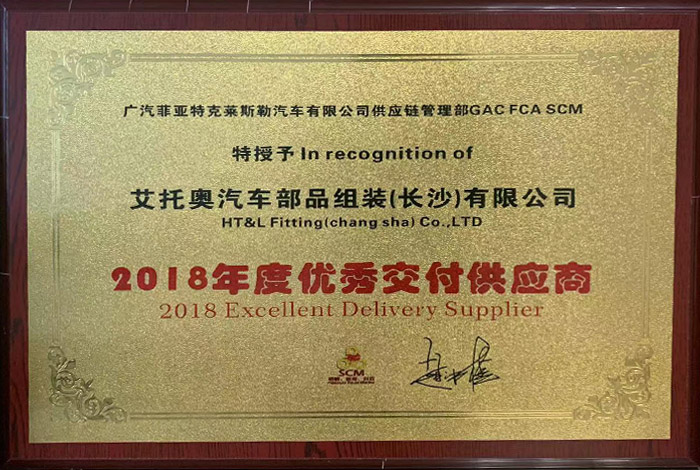 广汽菲亚特克莱斯勒汽车有限公司供应链管理部GAC FCA SCM
特授予 In recognition of
艾托奥汽车部品组装(长沙)有限公司
HT&L Fitting(chang sha) Co.,LTD
2018年度优秀交付供应商
2018 Excellent Delivery Supplier
SCM